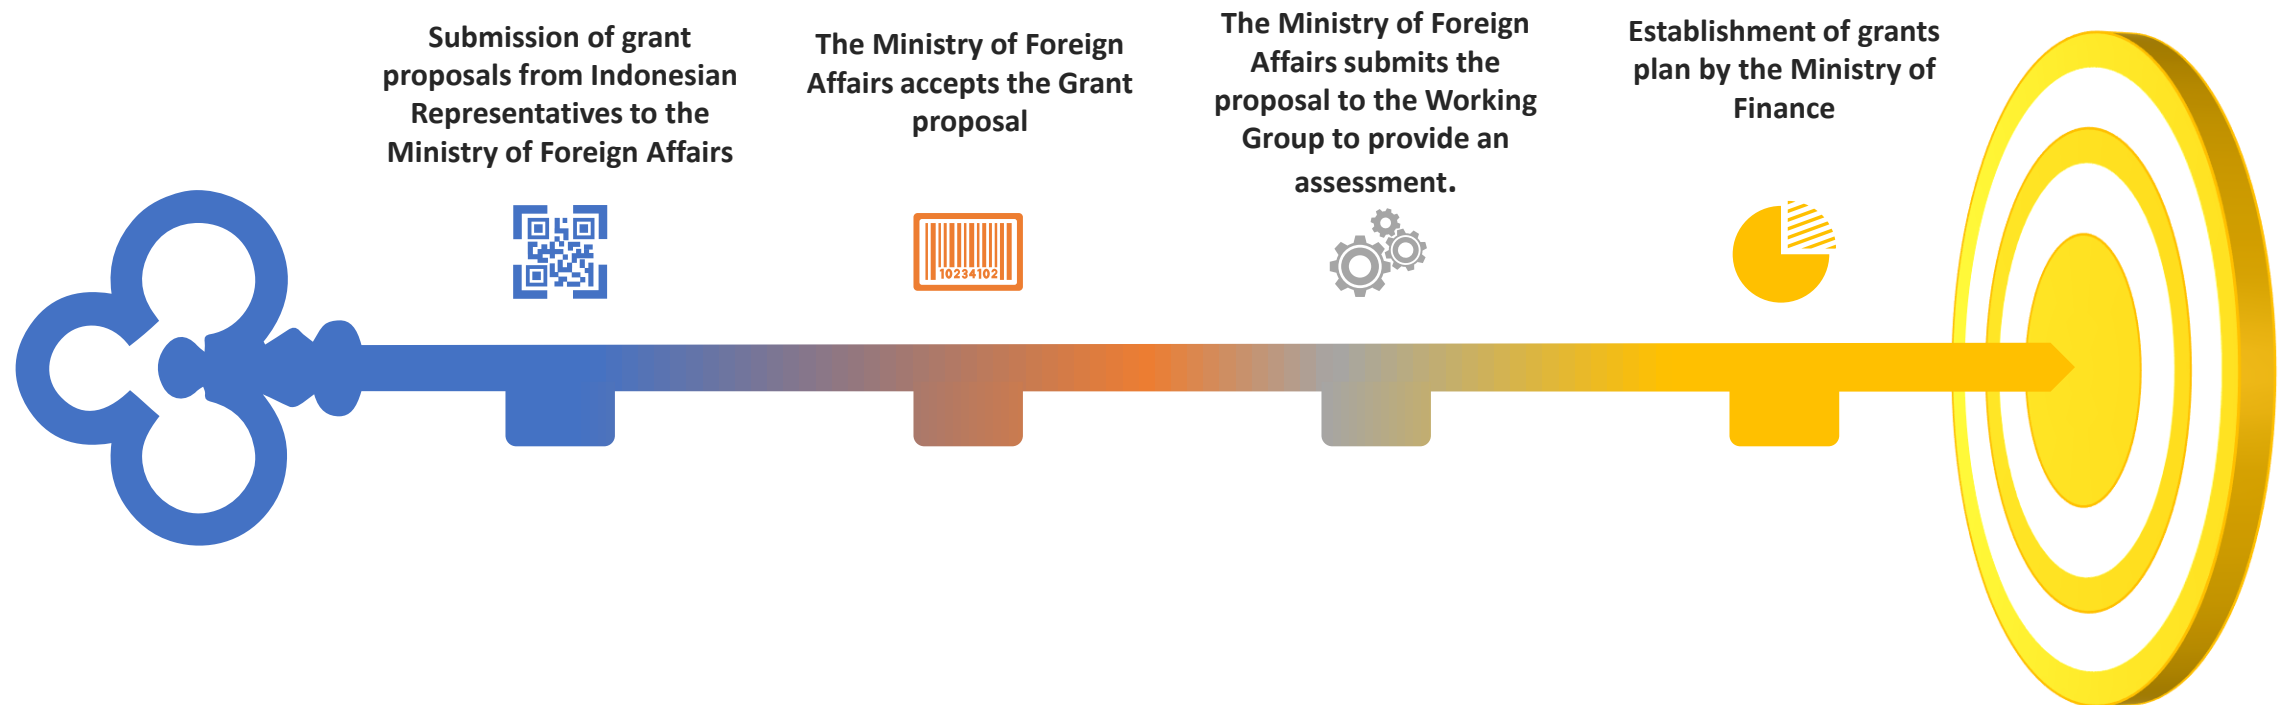 Submission of grant
proposals from Indonesian
Representatives to the
Ministry of Foreign Affairs
The Ministry of Foreign
Affairs accepts the Grant
proposal
The Ministry of Foreign
Affairs submits the
proposal to the Working
Group to provide an
assessment.
Establishment of grants
plan by the Ministry of
Finance
10234102